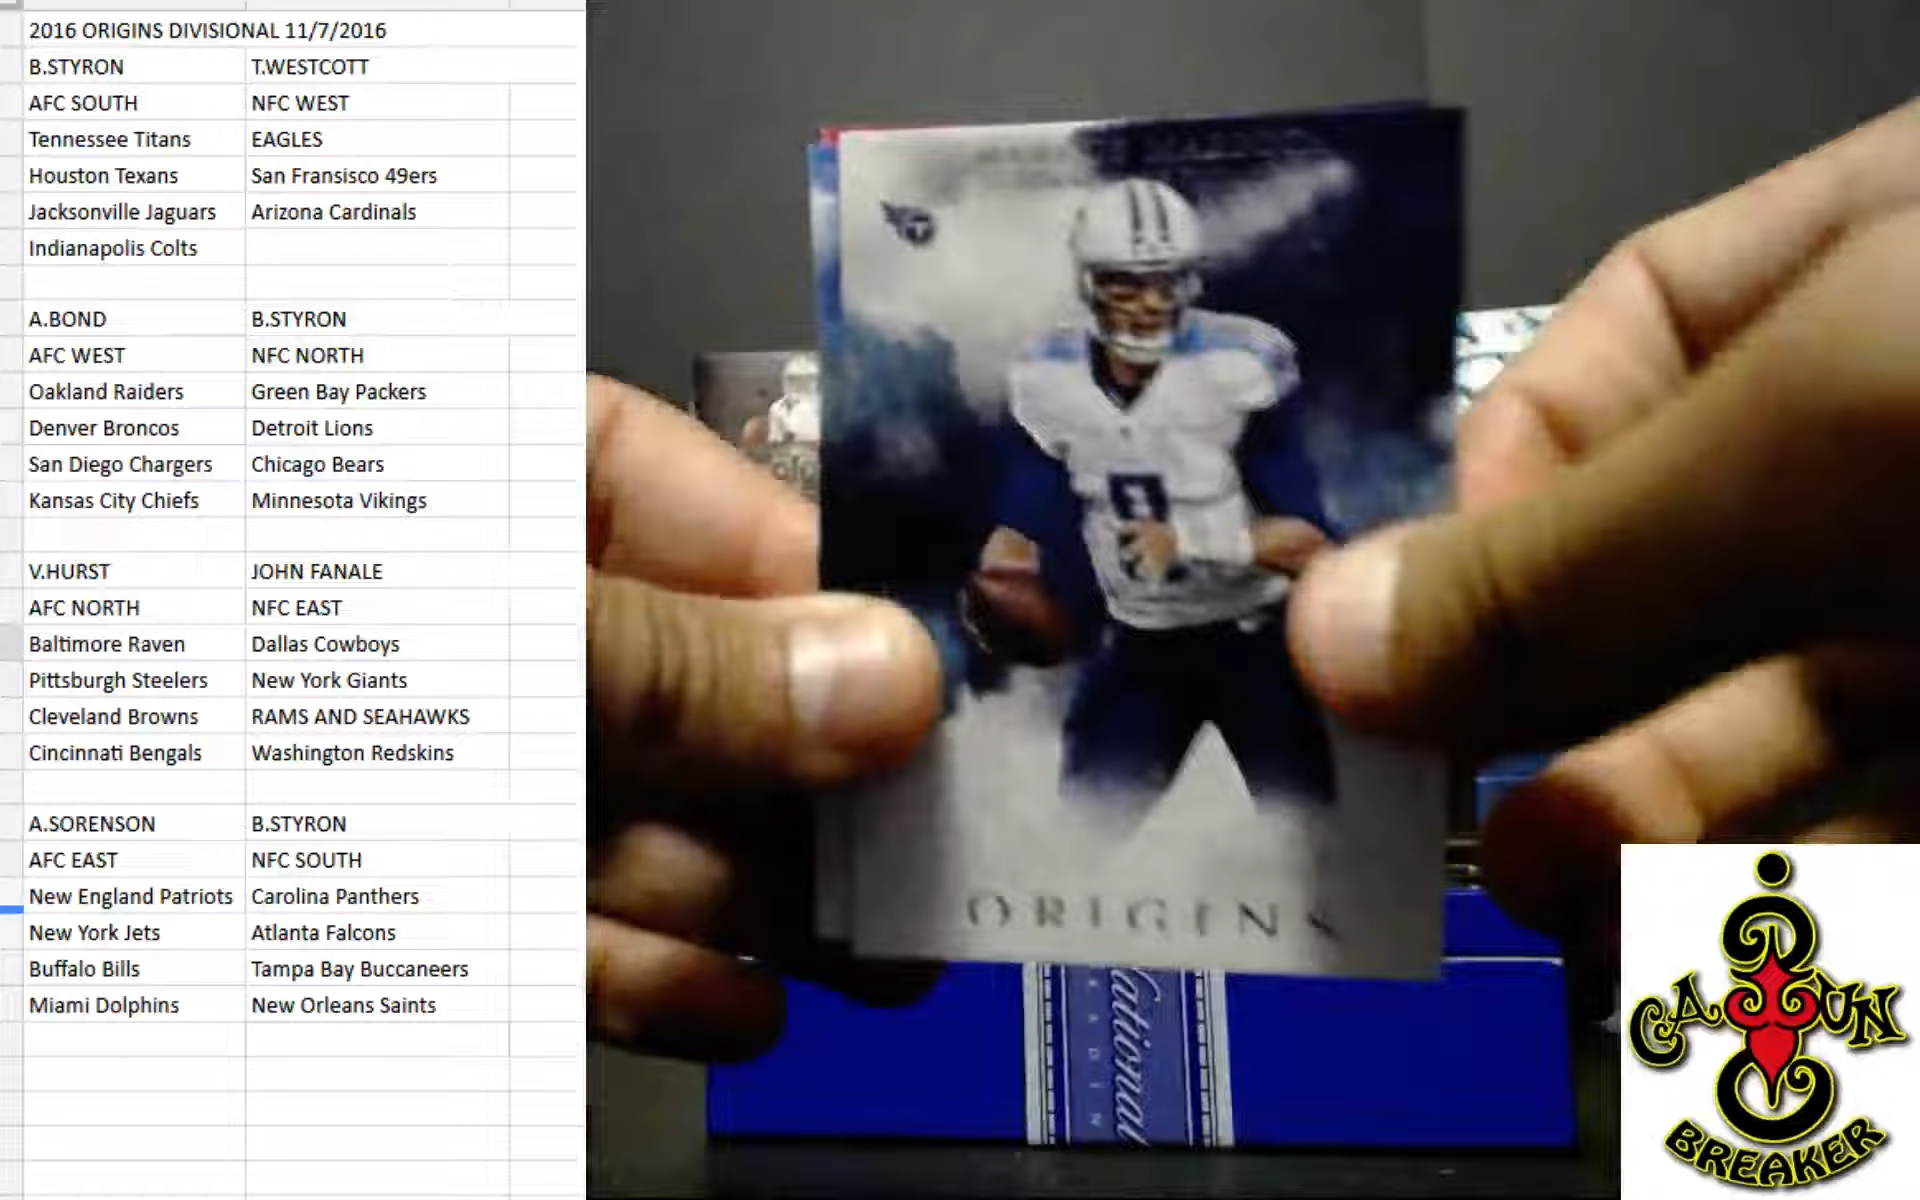 2016 ORIGINS DIVISIONAL 11/7/2016
B.STYRON T.WESTCOTT
AFC SOUTH NFC WEST
Tennessee Titans EAGLES
Houston Texans San Fransisco 49ers
Jacksonville Jaguars Arizona Cardinals
Indianapolis Colts
A.BOND B.STYRON
AFC WEST NFC NORTH
Oakland Raiders Green Bay Packers
Denver Broncos Detroit Lions
San Diego Chargers Chicago Bears
Kansas City Chiefs Minnesota Vikings
V.HURST JOHN FANALE
AFC NORTH NFC EAST
Baltimore Raven Dallas Cowboys
Pittsburgh Steelers New York Giants
Cleveland Browns RAMS AND SEAHAWKS
Cincinnati Bengals Washington Redskins
A.SORENSON B.STYRON
AFC EAST NFC SOUTH
New England Patriots Carolina Panthers
New York Jets Atlanta Falcons
Buffalo Bills Tampa Bay Buccaneers
Miami Dolphins New Orleans Saints
8
ORIGINS
National
CAJUN
BREAKER